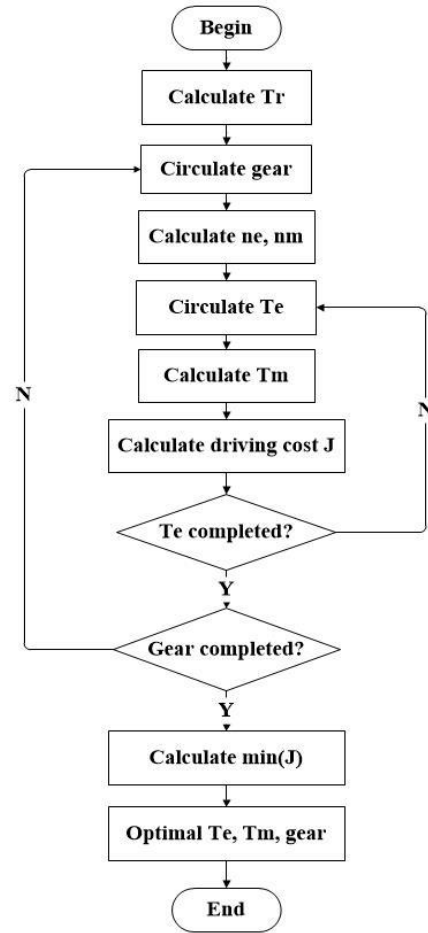 Begin
Calculate Tr
Circulate gear
Calculate ne, nm
Circulate Te
Calculate Tm
N
N
Calculate driving cost J
Te completed?
Y
Gear completed?
Y
Calculate min(J)
Optimal Te, Tm, gear
End